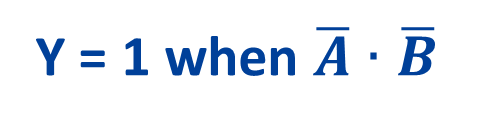 Y = 1 when A̅ · B̅